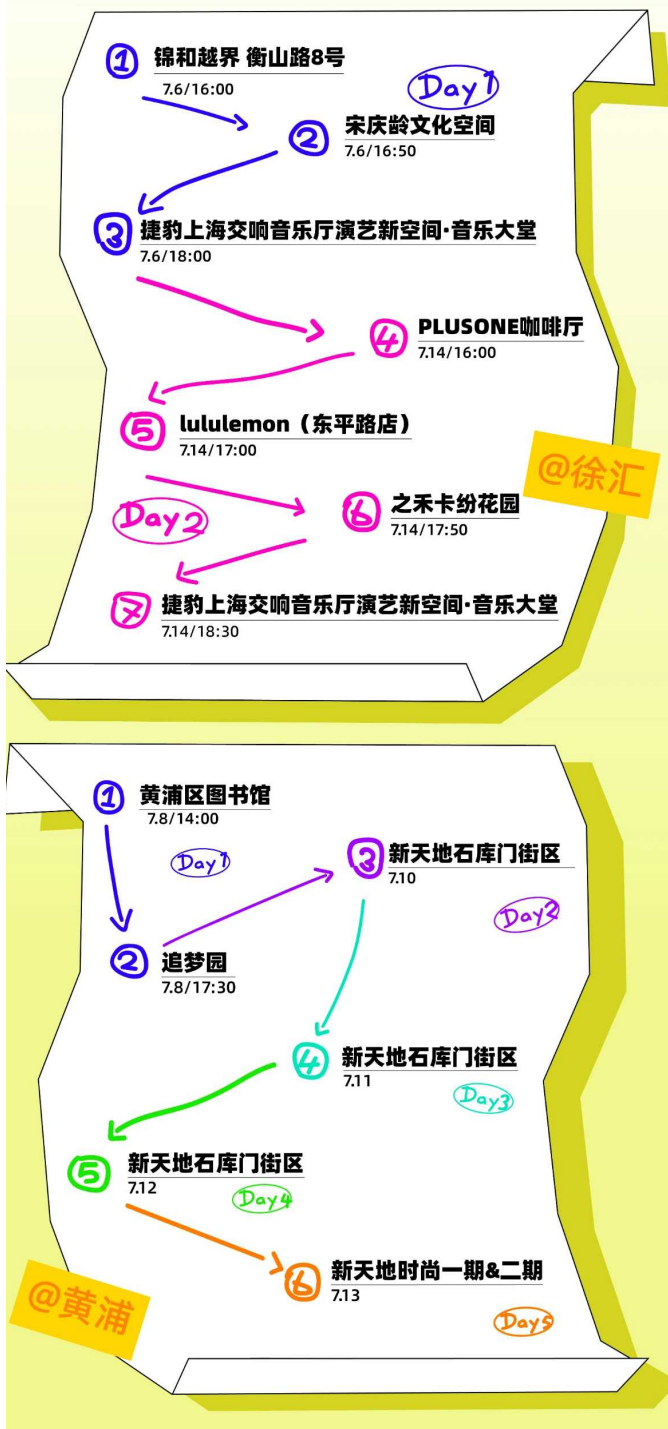 ① 锦和越界 衡山路8号
7.6/16:00
Day1
② 宋庆龄文化空间
7.6/16:50
③ 捷豹上海交响音乐厅演艺新空间·音乐大堂
7.6/18:00
④ PLUSONE咖啡厅
7.14/16:00
⑤ lululemon（东平路店）
7.14/17:00
@徐汇
Day2
⑥ 之禾卡纷花园
7.14/17:50
⑦ 捷豹上海交响音乐厅演艺新空间·音乐大堂
7.14/18:30
① 黄浦区图书馆
7.8/14:00
Day1
③ 新天地石库门街区
7.10
Day2
② 追梦园
7.8/17:30
④ 新天地石库门街区
7.11
Day3
⑤ 新天地石库门街区
7.12
Day4
⑥ 新天地时尚一期&二期
7.13
@黄浦
Day5